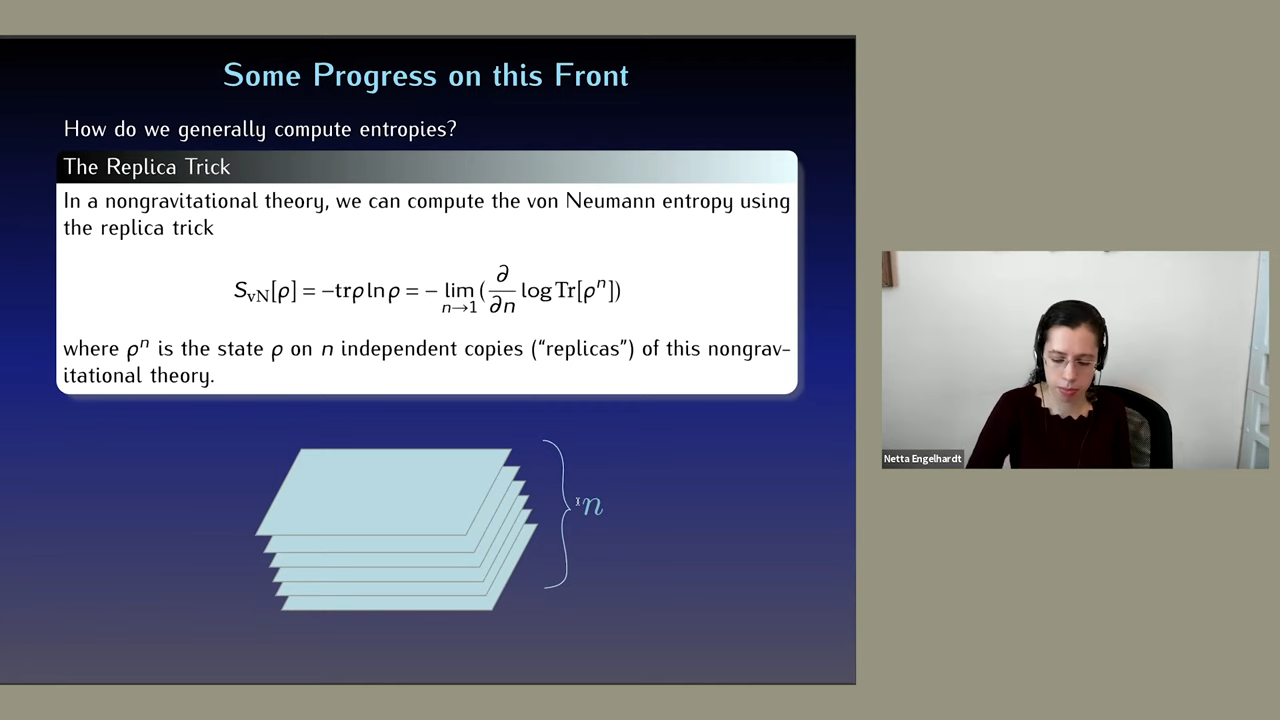 Some Progress on this Front
How do we generally compute entropies?
The Replica Trick
In a nongravitational theory, we can compute the von Neumann entropy using
the replica trick
S_vN[ρ] = −trρ ln ρ = − lim_{n→1} (∂/∂n log Tr[ρ^n])
where ρ^n is the state ρ on n independent copies (“replicas”) of this nongrav-
itational theory.
n
Netta Engelhardt